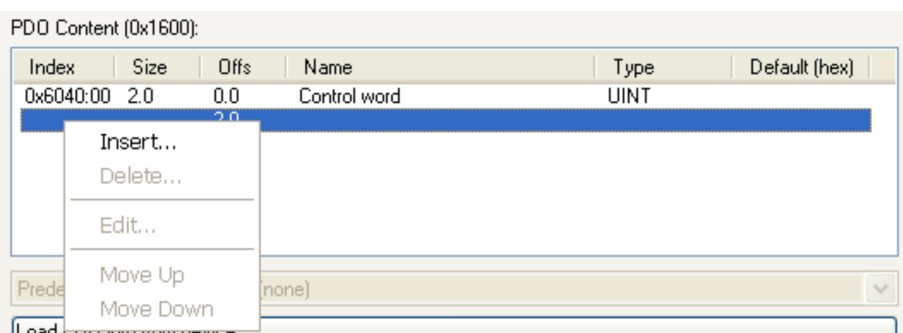 PDO Content (0x1600):
Index Size Offs Name Type Default (hex)
0x6040:00 2.0 0.0 Control word UINT
2.0
Insert...
Delete...
Edit...
Move Up
Prede (none)
Move Down
Load